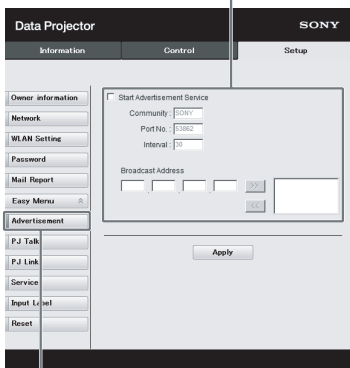 Data Projector
SONY
Information Control Setup
Owner information
Network
WLAN Setting
Password
Mail Report
Easy Menu
Advertisement
PJ Talk
PJ Link
Service
Input Label
Reset
Start Advertisement Service
Community : SONY
Port No. : 53862
Interval : 30
Broadcast Address
>>
<<
Apply